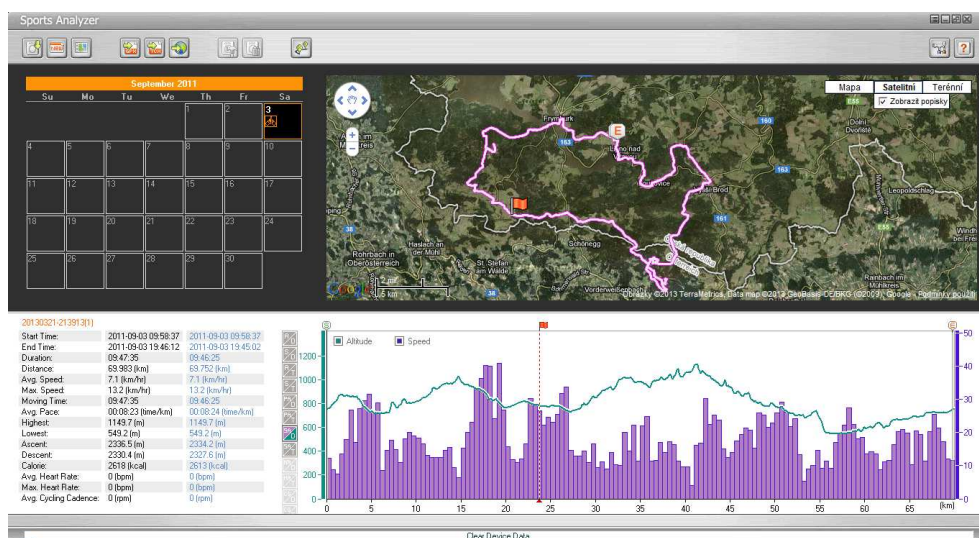 Sports Analyzer
September 2011
Su Mo Tu We Th Fr Sa
1 2 3
4 5 6 7 8 9 10
11 12 13 14 15 16 17
18 19 20 21 22 23 24
25 26 27 28 29 30
Mapa Satelitní Terénní
Zobrazit popisky
E55
Dolní
Dvořiště
160
Frymburk
163
E
163
Leopoldschlag
161
38
Rohrbach in
Oberösterreich
Haslach an
der Mühl
St. Stefan
am Walde
Schönegg
Vorderweißenbach
38
E55
Rainbach im
Mühlkreis
Česká republika
2 mi
5 km
Obrázky ©2013 TerraMetrics, Data map ©2013 GeoBasis-DE/BKG (©2009), Google - Podmínky použití
20130321-213913(1)
Start Time: 2011-09-03 09:58:37 2011-09-03 09:58:37
End Time: 2011-09-03 19:46:12 2011-09-03 19:45:02
Duration: 09:47:35 09:46:25
Distance: 69.983 (km) 69.752 (km)
Avg. Speed: 7.1 (km/hr) 7.1 (km/hr)
Max. Speed: 13.2 (km/hr) 13.2 (km/hr)
Moving Time: 09:47:35 09:46:25
Avg. Pace: 00:08:23 (time/km) 00:08:24 (time/km)
Highest: 1149.7 (m) 1149.7 (m)
Lowest: 549.2 (m) 549.2 (m)
Ascent: 2336.5 (m) 2334.2 (m)
Descent: 2330.4 (m) 2327.6 (m)
Calorie: 2618 (kcal) 2613 (kcal)
Avg. Heart Rate: 0 (bpm) 0 (bpm)
Max. Heart Rate: 0 (bpm) 0 (bpm)
Avg. Cycling Cadence: 0 (rpm) 0 (rpm)
S E
Altitude Speed
1200
1000
800
600
400
200
0
50
40
30
20
10
0
0 5 10 15 20 25 30 35 40 45 50 55 60 65 (km)
Clear Device Data